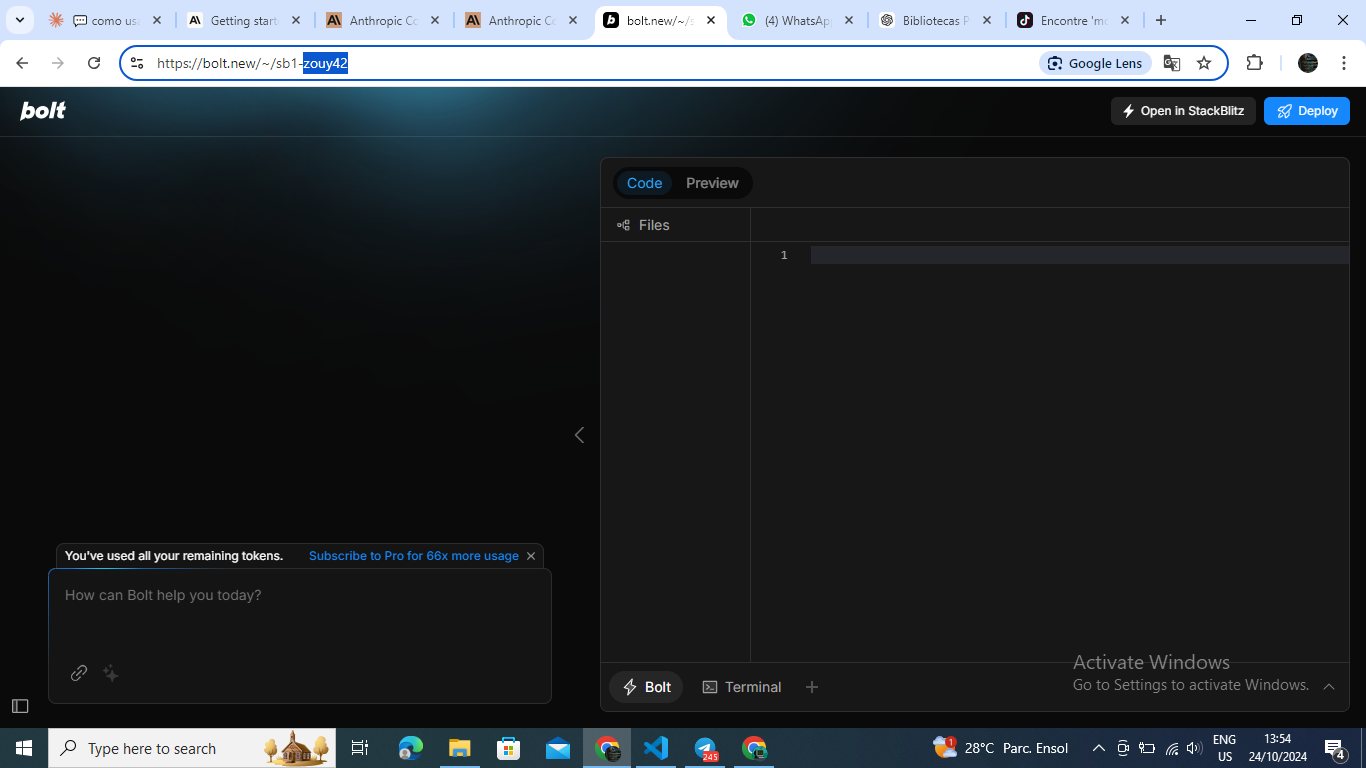 como usa
Getting start
Anthropic Co
Anthropic Co
bolt.new/~/s
(4) WhatsAp
Bibliotecas P
Encontre 'mo
https://bolt.new/~/sb1-zouy42
Google Lens
bolt
Open in StackBlitz
Deploy
Code
Preview
Files
1
You've used all your remaining tokens.
Subscribe to Pro for 66x more usage
How can Bolt help you today?
Activate Windows
Go to Settings to activate Windows.
Bolt
Terminal
Type here to search
245
1
28°C Parc. Ensol
ENG
US
13:54
24/10/2024
4